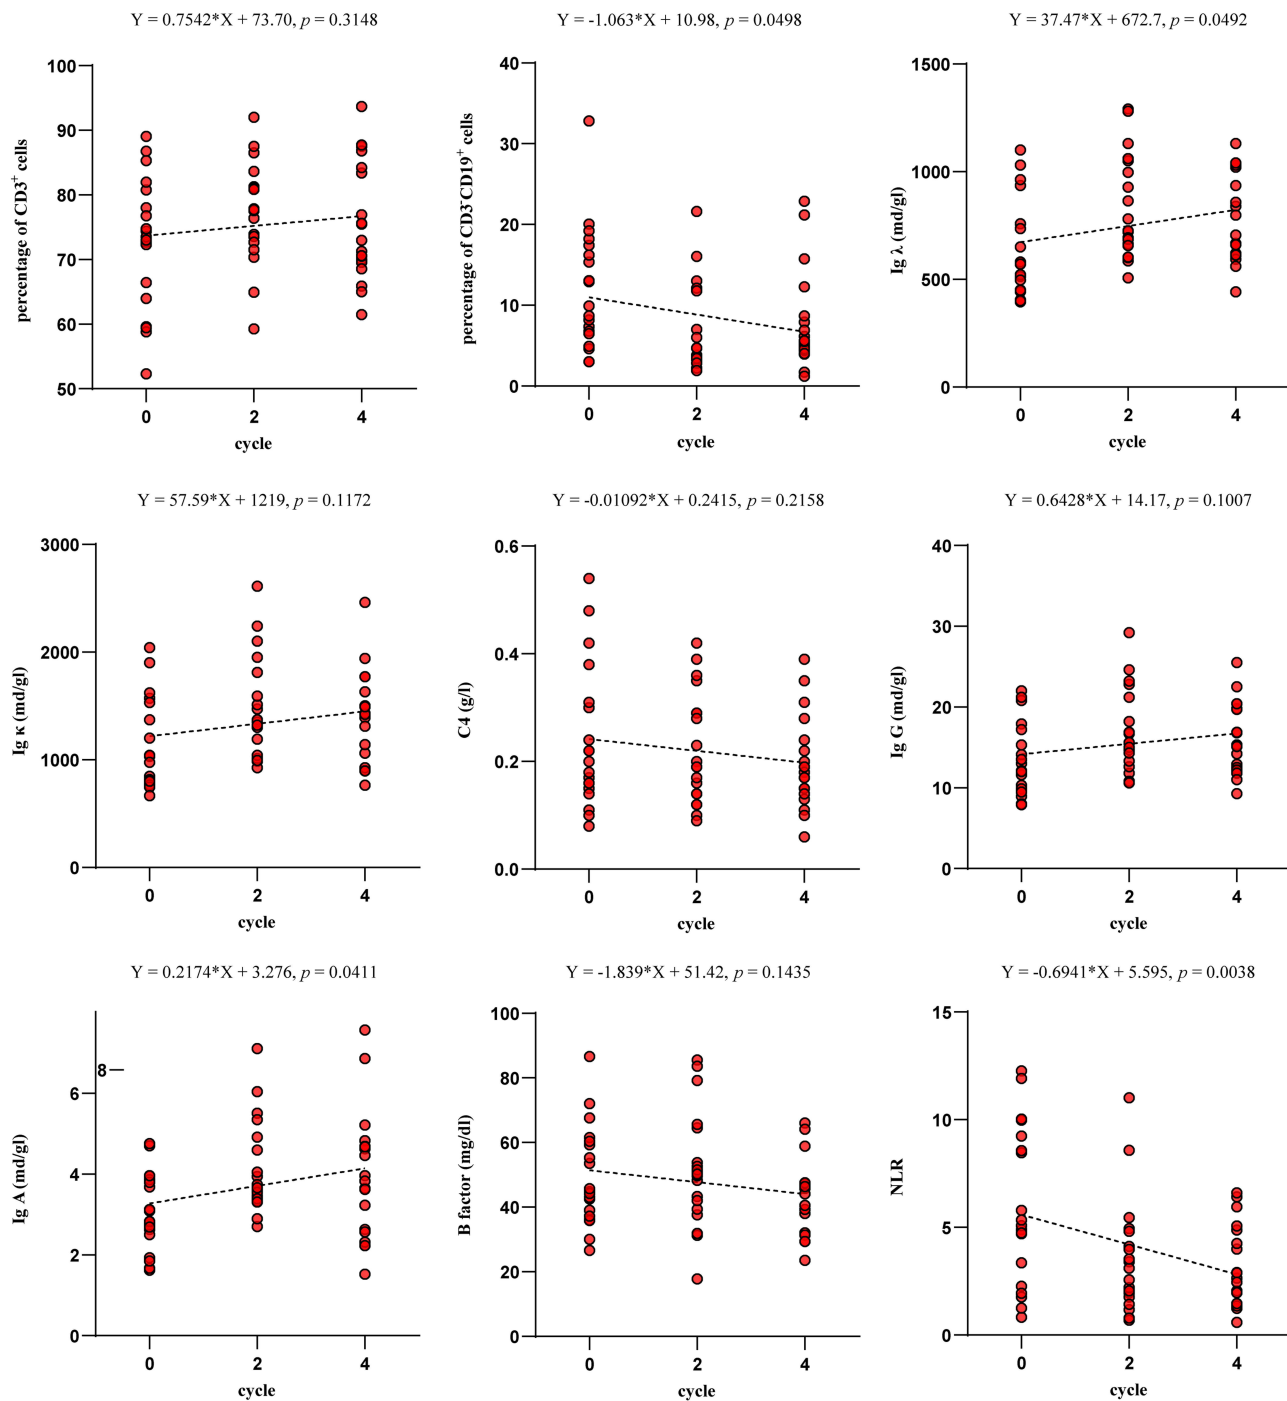 Y = 0.7542*X + 73.70, p = 0.3148
percentage of CD3+ cells
100
90
80
70
60
50
0 2 4
cycle
Y = -1.063*X + 10.98, p = 0.0498
percentage of CD3-CD19+ cells
40
30
20
10
0
0 2 4
cycle
Y = 37.47*X + 672.7, p = 0.0492
Ig λ (md/gl)
1500
1000
500
0
0 2 4
cycle
Y = 57.59*X + 1219, p = 0.1172
Ig κ (md/gl)
3000
2000
1000
0
0 2 4
cycle
Y = -0.01092*X + 0.2415, p = 0.2158
C4 (g/l)
0.6
0.4
0.2
0.0
0 2 4
cycle
Y = 0.6428*X + 14.17, p = 0.1007
Ig G (md/gl)
40
30
20
10
0
0 2 4
cycle
Y = 0.2174*X + 3.276, p = 0.0411
Ig A (md/gl)
8
6
4
2
0
0 2 4
cycle
Y = -1.839*X + 51.42, p = 0.1435
B factor (mg/dl)
100
80
60
40
20
0
0 2 4
cycle
Y = -0.6941*X + 5.595, p = 0.0038
NLR
15
10
5
0
0 2 4
cycle